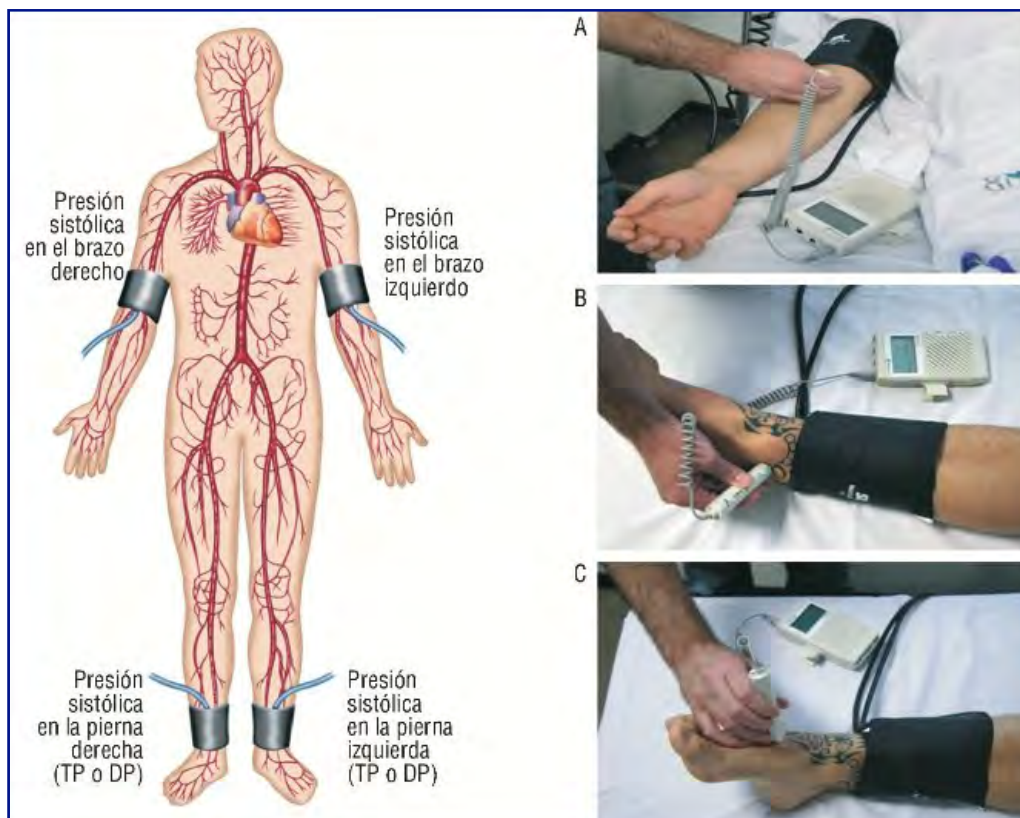 Presión
sistólica
en el brazo
derecho
Presión
sistólica
en el brazo
izquierdo
Presión
sistólica
en la pierna
derecha
(TP o DP)
Presión
sistólica
en la pierna
izquierda
(TP o DP)
A
B
C